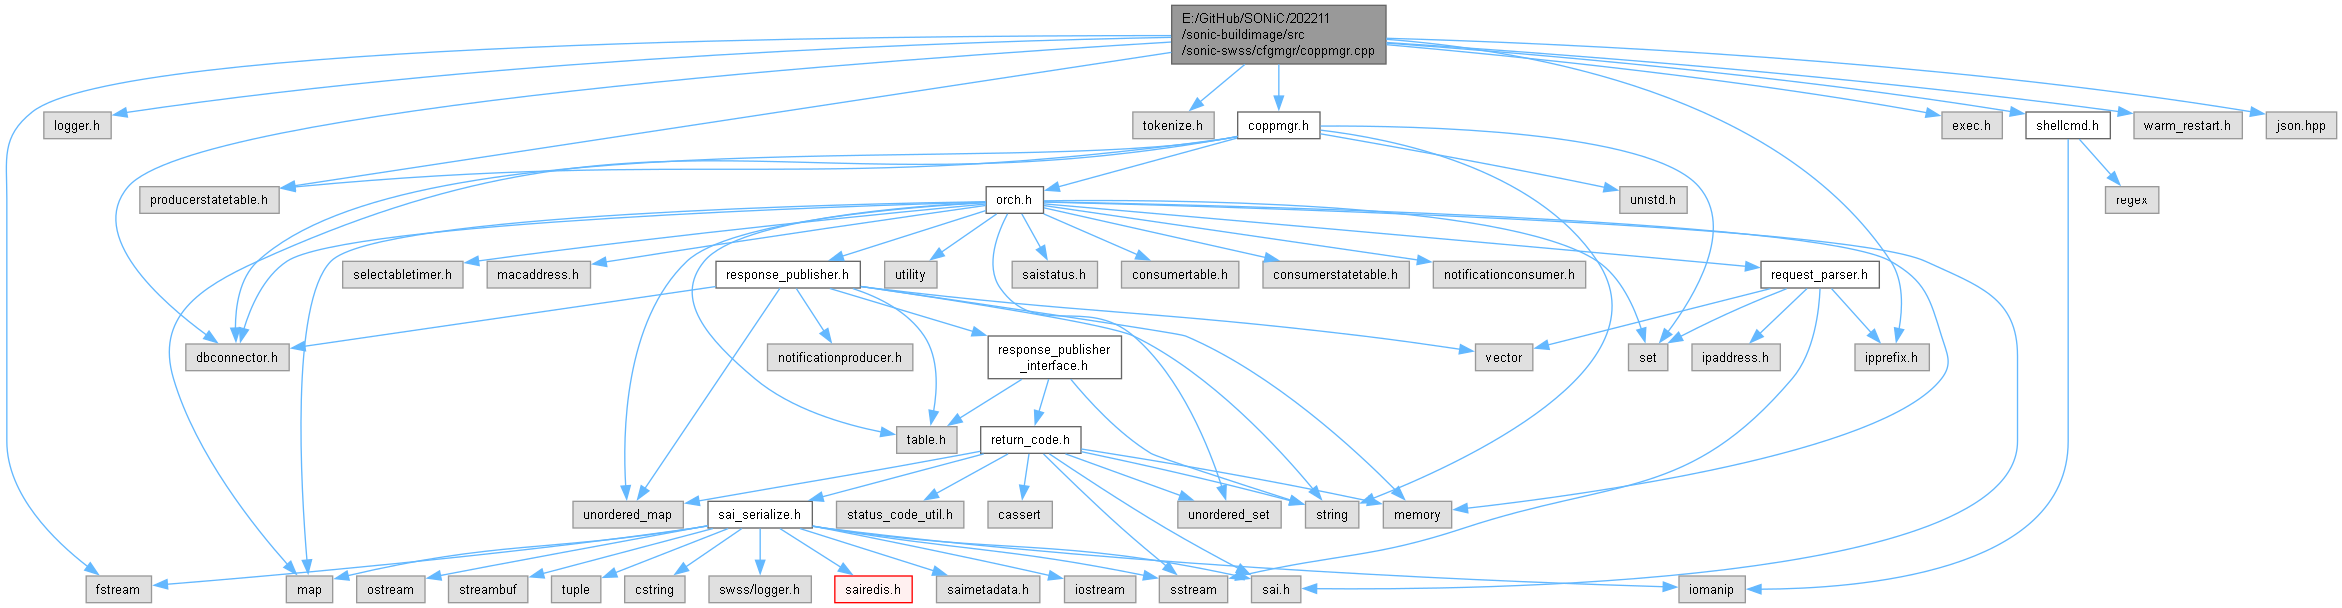 E:/GitHub/SONiC/202211
/sonic-buildimage/src
/sonic-swss/cfgmgr/coppmgr.cpp
logger.h
tokenize.h
coppmgr.h
exec.h
shellcmd.h
warm_restart.h
json.hpp
producerstatetable.h
orch.h
unistd.h
regex
selectabletimer.h
macaddress.h
response_publisher.h
utility
saistatus.h
consumertable.h
consumerstatetable.h
notificationconsumer.h
request_parser.h
dbconnector.h
notificationproducer.h
response_publisher
_interface.h
vector
set
ipaddress.h
ipprefix.h
table.h
return_code.h
unordered_map
sai_serialize.h
status_code_util.h
cassert
unordered_set
string
memory
fstream
map
ostream
streambuf
tuple
cstring
swss/logger.h
sairedis.h
saimetadata.h
iostream
sstream
sai.h
iomanip